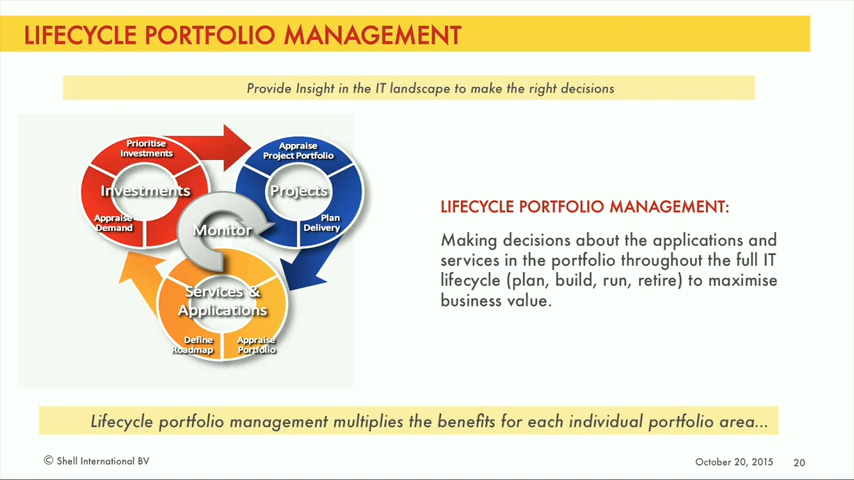 LIFECYCLE PORTFOLIO MANAGEMENT
Provide Insight in the IT landscape to make the right decisions
Prioritise
Investments
Investments
Appraise
Demand
Appraise
Project Portfolio
Projects
Plan
Delivery
Monitor
Services &
Applications
Define
Roadmap
Appraise
Portfolio
LIFECYCLE PORTFOLIO MANAGEMENT:
Making decisions about the applications and
services in the portfolio throughout the full IT
lifecycle (plan, build, run, retire) to maximise
business value.
Lifecycle portfolio management multiplies the benefits for each individual portfolio area...
© Shell International BV
October 20, 2015
20